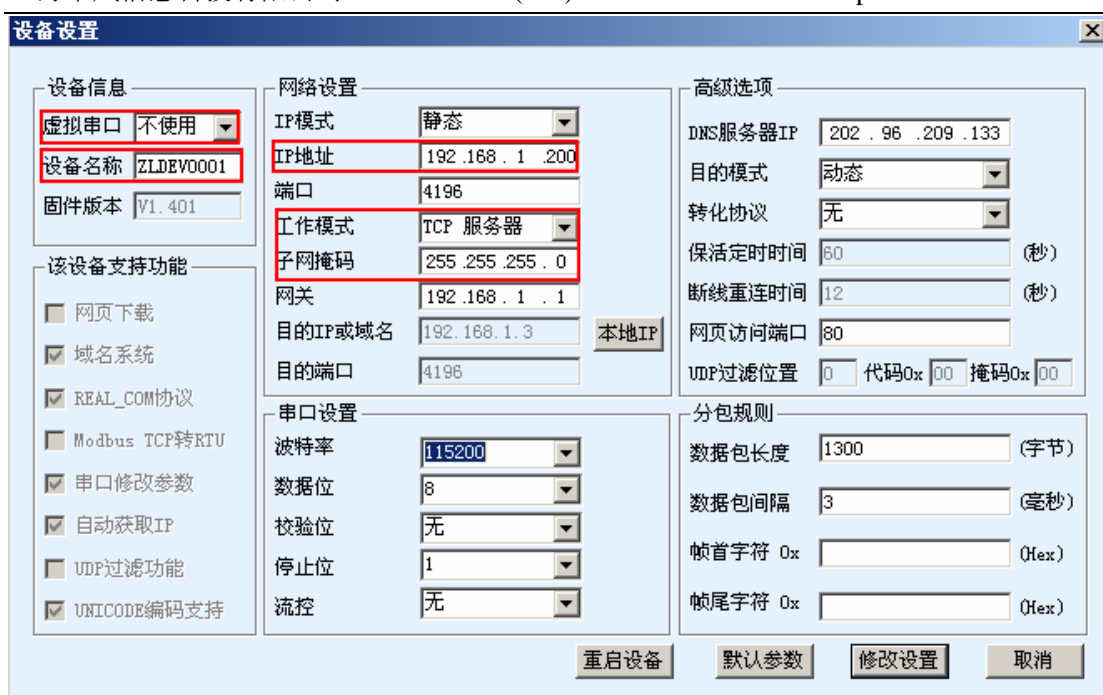 设备设置
设备信息
虚拟串口 不使用
设备名称 ZLDEV0001
固件版本 V1.401
该设备支持功能
网页下载
域名系统
REAL_COM协议
Modbus TCP转RTU
串口修改参数
自动获取IP
UDP过滤功能
UNICODE编码支持
网络设置
IP模式 静态
IP地址 192.168.1.200
端口 4196
工作模式 TCP 服务器
子网掩码 255.255.255.0
网关 192.168.1.1
目的IP或域名 192.168.1.3 本地IP
目的端口 4196
串口设置
波特率 115200
数据位 8
校验位 无
停止位 1
流控 无
高级选项
DNS服务器IP 202.96.209.133
目的模式 动态
转化协议 无
保活定时时间 60 (秒)
断线重连时间 12 (秒)
网页访问端口 80
UDP过滤位置 0 代码0x 00 掩码0x 00
分包规则
数据包长度 1300 (字节)
数据包间隔 3 (毫秒)
帧首字符 0x (Hex)
帧尾字符 0x (Hex)
重启设备 默认参数 修改设置 取消